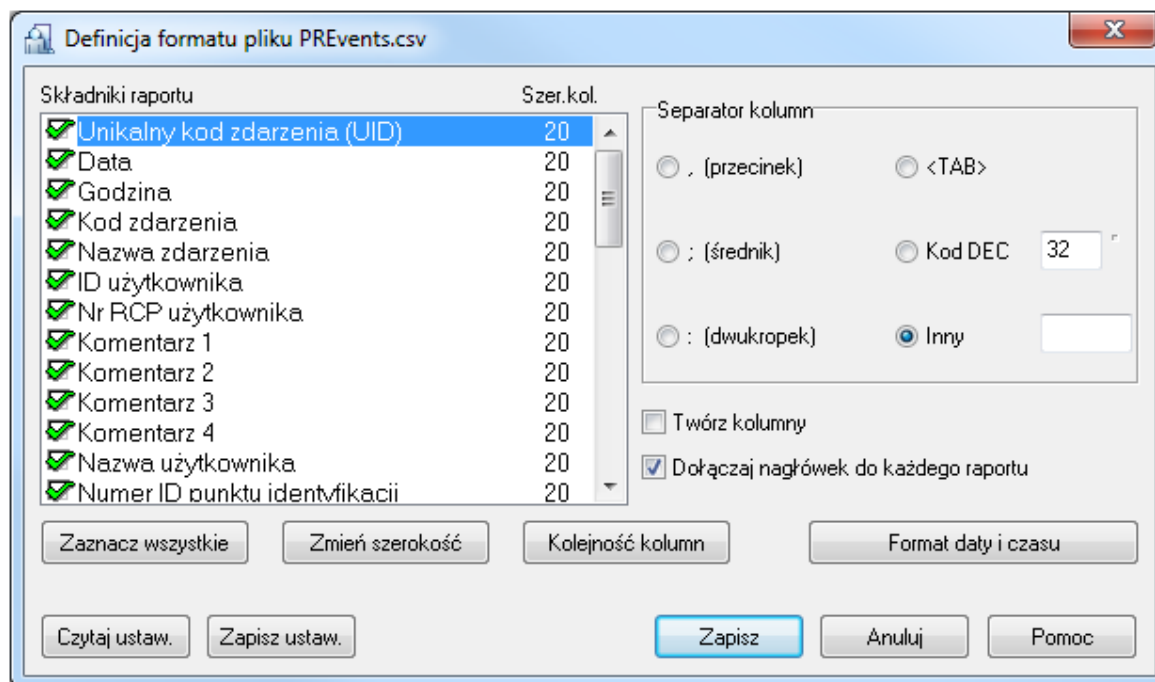 Definicja formatu pliku PREvents.csv
Składniki raportu Szer.kol.
Unikalny kod zdarzenia (UID) 20
Data 20
Godzina 20
Kod zdarzenia 20
Nazwa zdarzenia 20
ID użytkownika 20
Nr RCP użytkownika 20
Komentarz 1 20
Komentarz 2 20
Komentarz 3 20
Komentarz 4 20
Nazwa użytkownika 20
Numer ID punktu identyfikacji 20
Separator kolumn
, (przecinek) <TAB>
; (średnik) Kod DEC 32
: (dwukropek) Inny
Twórz kolumny
Dołączaj nagłówek do każdego raportu
Zaznacz wszystkie Zmień szerokość Kolejność kolumn Format daty i czasu
Czytaj ustaw. Zapisz ustaw. Zapisz Anuluj Pomoc